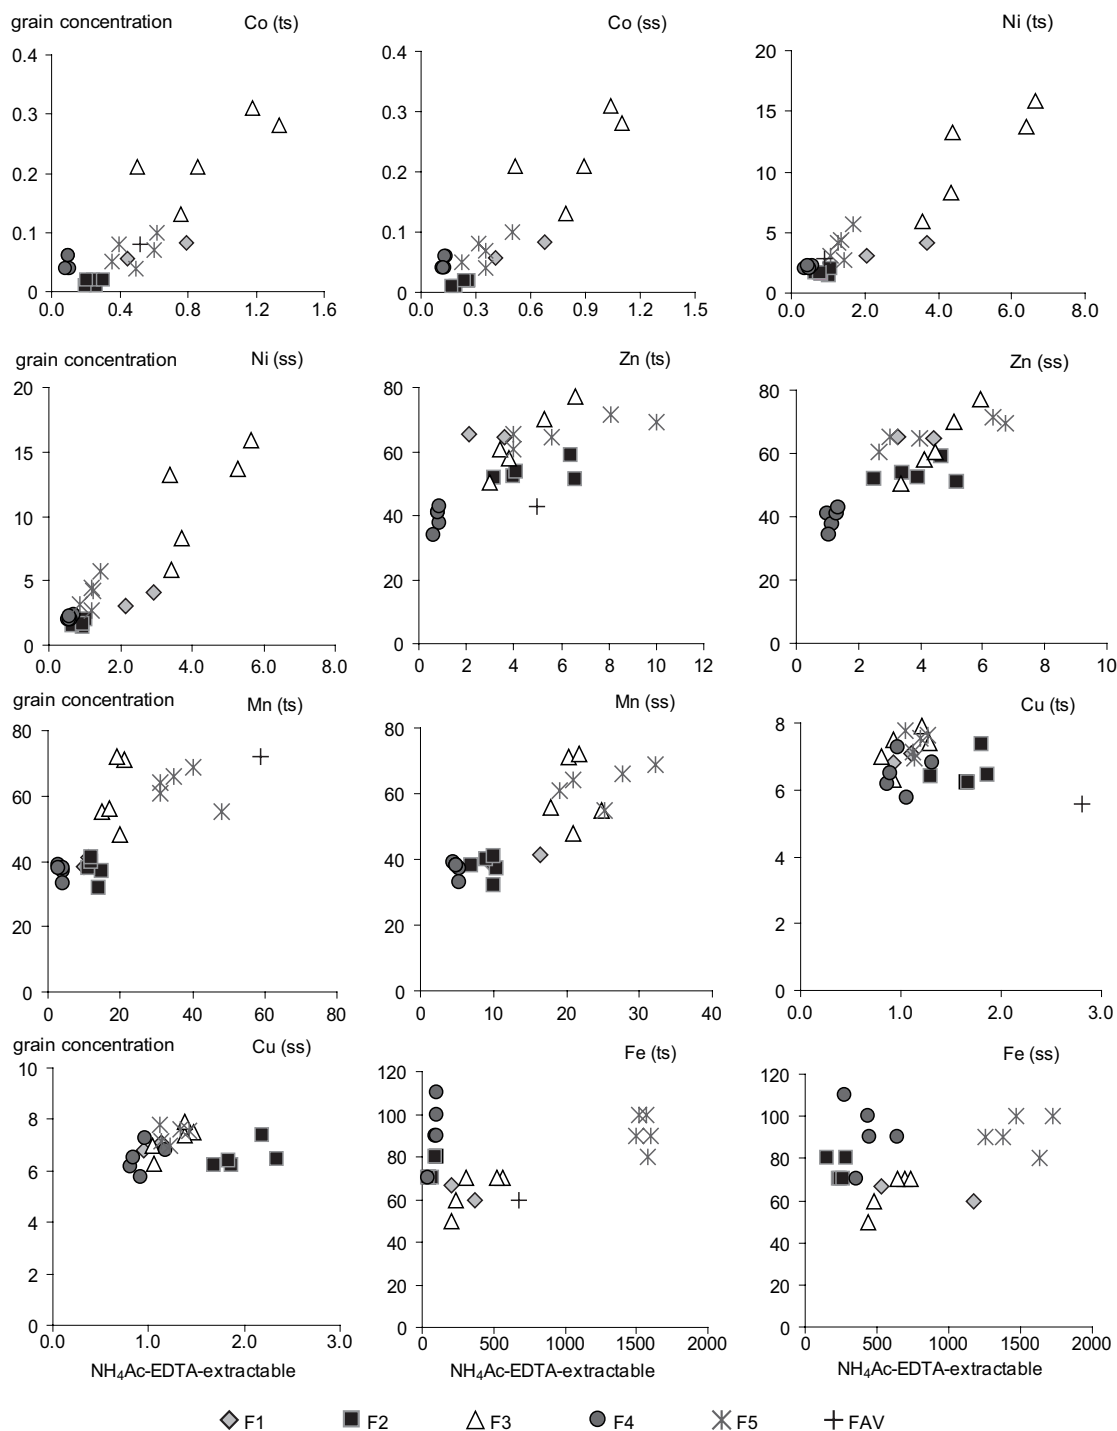 grain concentration Co (ts) Co (ss) Ni (ts)
0.4 0.4 20
0.3 0.3 15
0.2 0.2 10
0.1 0.1 5
0 0 0
0.0 0.4 0.8 1.2 1.6 0.0 0.3 0.6 0.9 1.2 1.5 0.0 2.0 4.0 6.0 8.0
grain concentration Ni (ss) Zn (ts) Zn (ss)
20 80 80
15 60 60
10 40 40
5 20 20
0 0 0
0.0 2.0 4.0 6.0 8.0 0 2 4 6 8 10 12 0 2 4 6 8 10
grain concentration Mn (ts) Mn (ss) Cu (ts)
80 80 8
60 60 6
40 40 4
20 20 2
0 0 0
0 20 40 60 80 0 10 20 30 40 0.0 1.0 2.0 3.0
grain concentration Cu (ss) Fe (ts) Fe (ss)
10 120 120
8 100 100
6 80 80
4 60 60
2 40 40
0 20 20
0 0
0.0 1.0 2.0 3.0 0 500 1000 1500 2000 0 500 1000 1500 2000
NH₄Ac-EDTA-extractable NH₄Ac-EDTA-extractable NH₄Ac-EDTA-extractable
F1 F2 F3 F4 F5 FAV